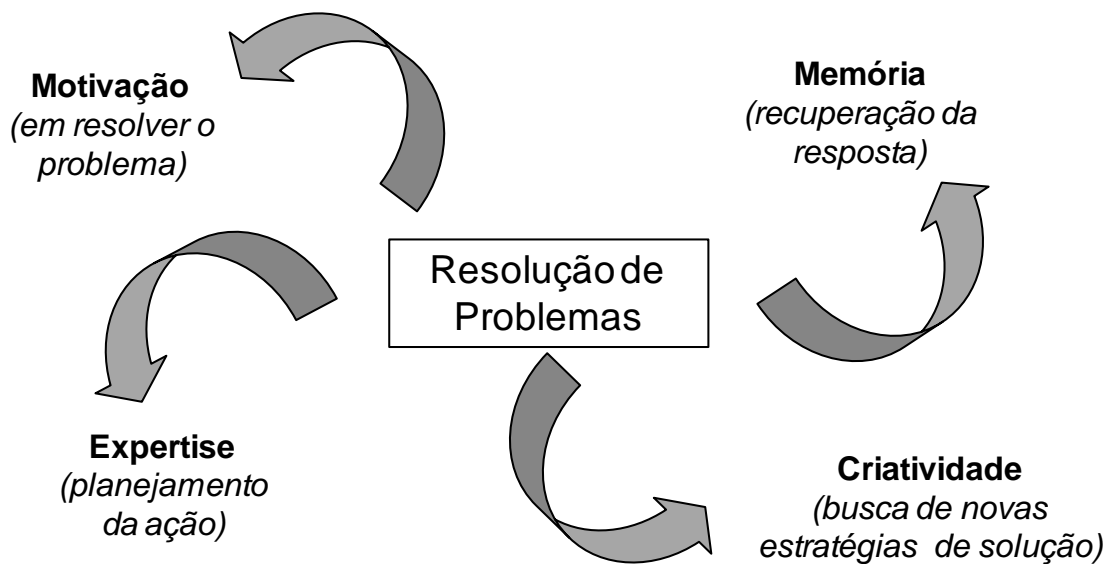 Motivação
(em resolver o
problema)
Memória
(recuperação da
resposta)
Resolução de
Problemas
Expertise
(planejamento
da ação)
Criatividade
(busca de novas
estratégias de solução)